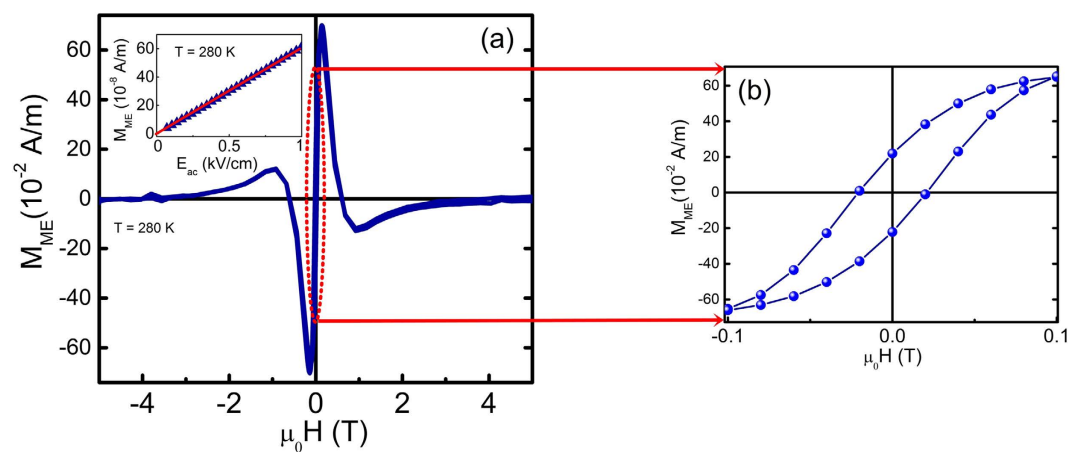 (a)
M_ME(10^-2 A/m)
60
40
20
0
-20
-40
-60
-4
-2
0
2
4
μ₀H (T)
T = 280 K
M_ME (10^-8 A/m)
60
40
20
0
T = 280 K
0
0.5
1
E_ac (kV/cm)
(b)
M_ME(10^-2 A/m)
60
40
20
0
-20
-40
-60
-0.1
0.0
0.1
μ₀H (T)